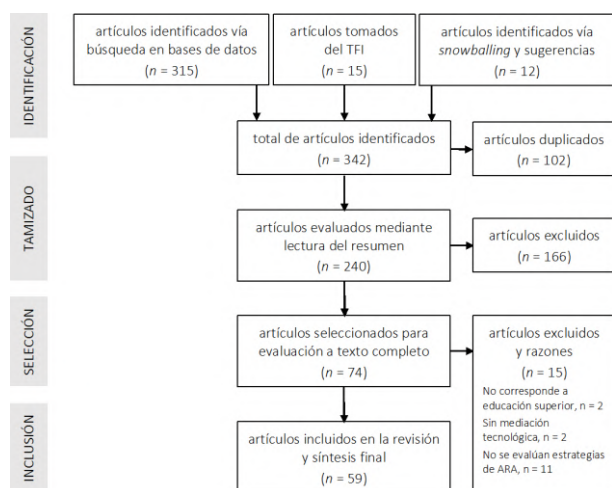 IDENTIFICACIÓN
artículos identificados vía
búsqueda en bases de datos
(n = 315)
artículos tomados
del TFI
(n = 15)
artículos identificados vía
snowballing y sugerencias
(n = 12)
total de artículos identificados
(n = 342)
artículos duplicados
(n = 102)
TAMIZADO
artículos evaluados mediante
lectura del resumen
(n = 240)
artículos excluidos
(n = 166)
SELECCIÓN
artículos seleccionados para
evaluación a texto completo
(n = 74)
artículos excluidos
y razones
(n = 15)
No corresponde a
educación superior, n = 2
Sin mediación
tecnológica, n = 2
No se evalúan estrategias
de ARA, n = 11
INCLUSIÓN
artículos incluidos en la revisión
y síntesis final
(n = 59)